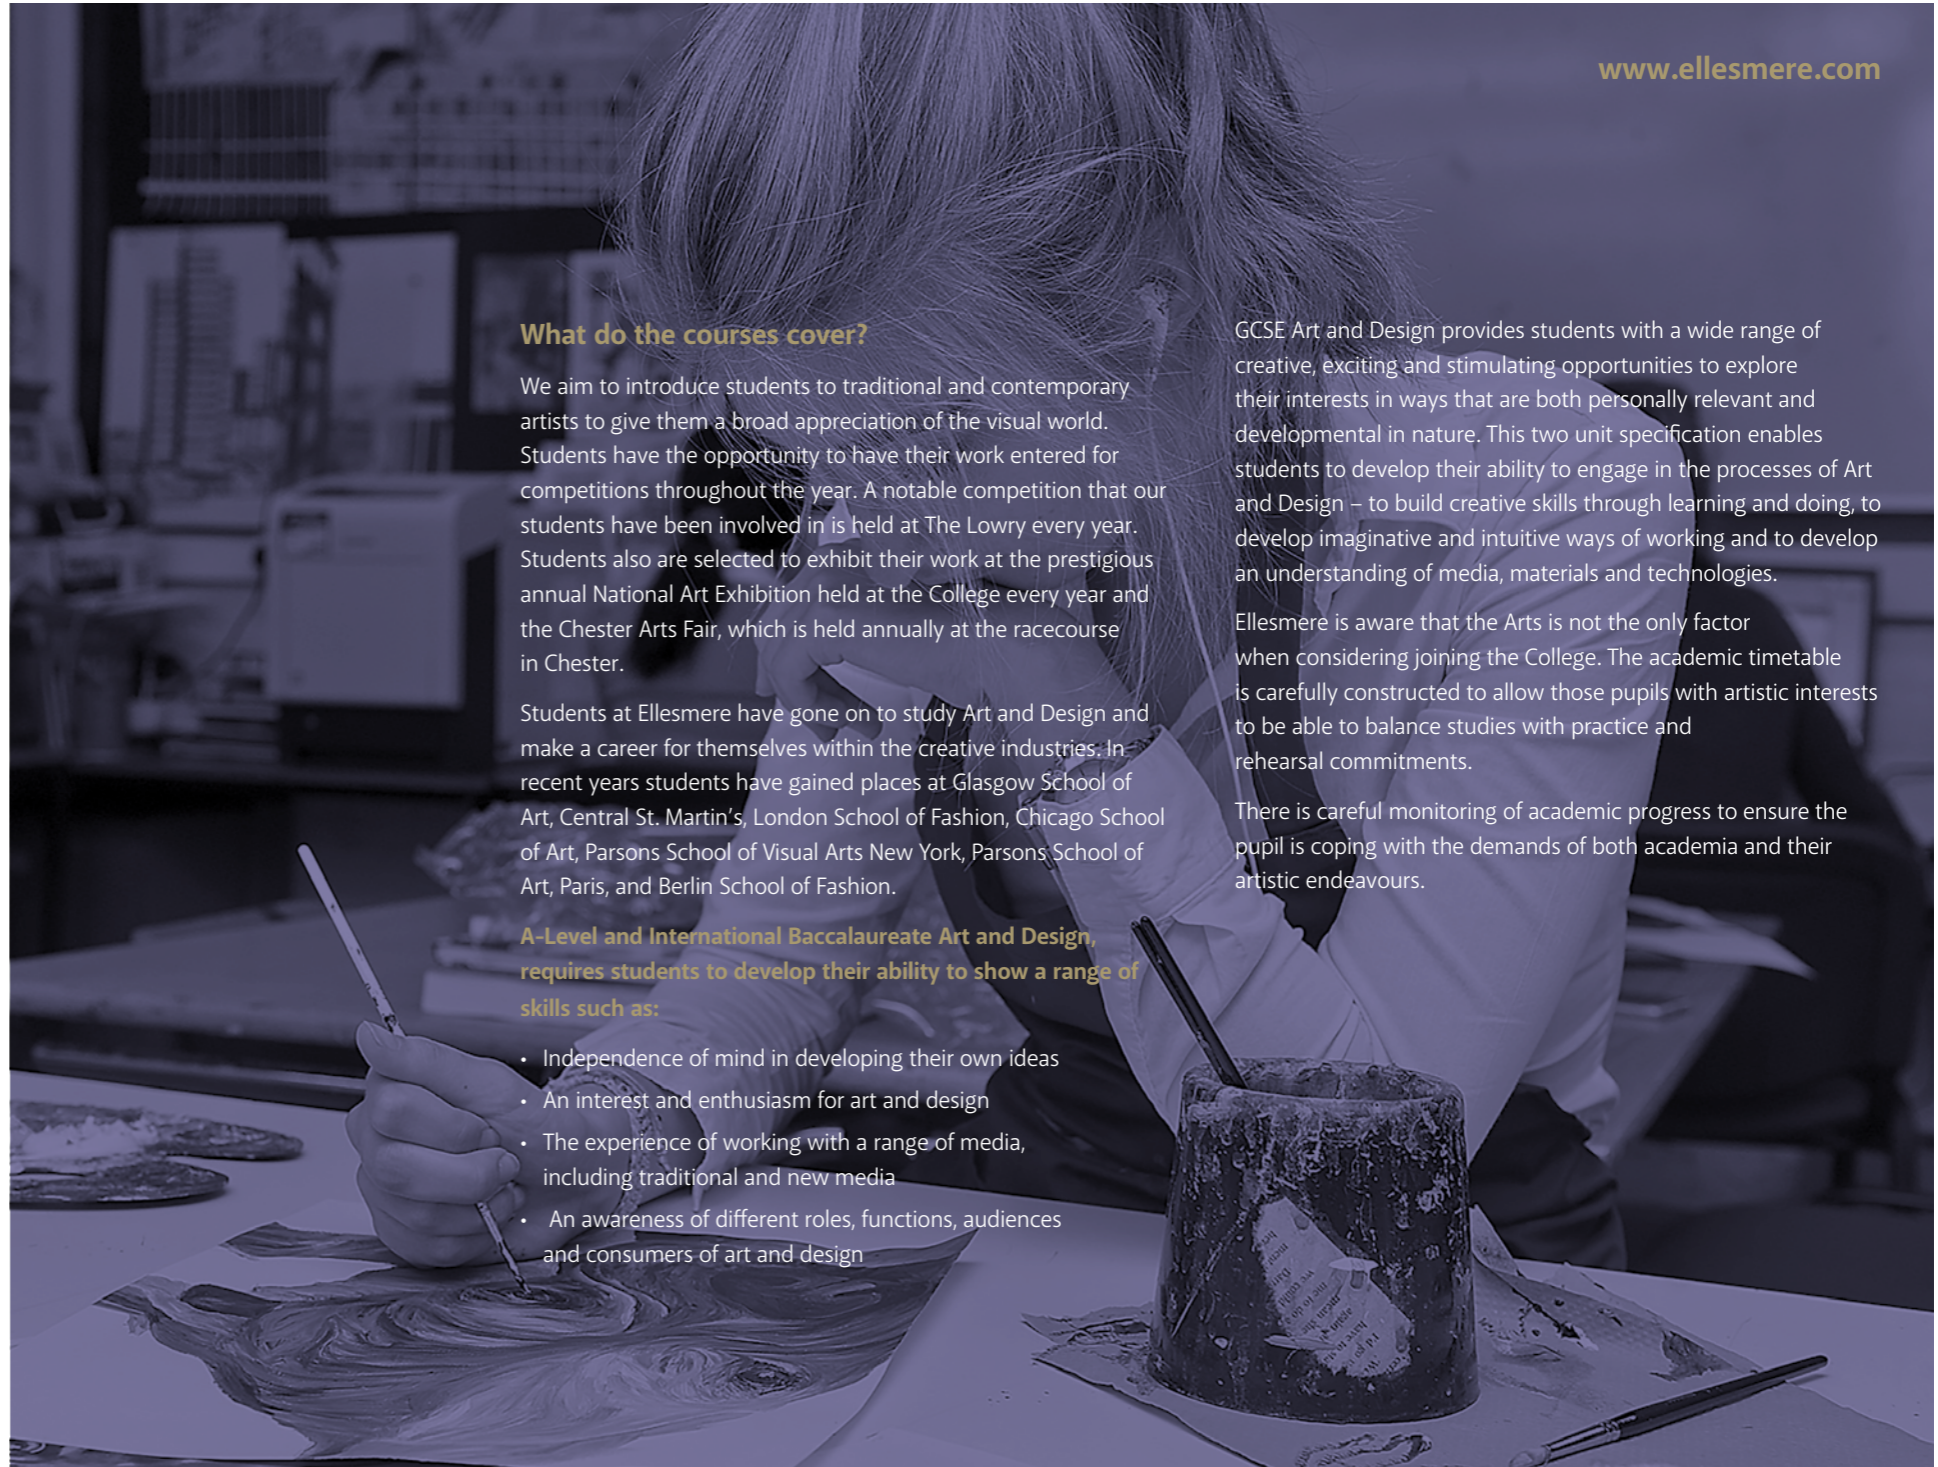 www.ellesmere.com
What do the courses cover?
We aim to introduce students to traditional and contemporary
artists to give them a broad appreciation of the visual world.
Students have the opportunity to have their work entered for
competitions throughout the year. A notable competition that our
students have been involved in is held at The Lowry every year.
Students also are selected to exhibit their work at the prestigious
annual National Art Exhibition held at the College every year and
the Chester Arts Fair, which is held annually at the racecourse
in Chester.
Students at Ellesmere have gone on to study Art and Design and
make a career for themselves within the creative industries. In
recent years students have gained places at Glasgow School of
Art, Central St. Martin's, London School of Fashion, Chicago School
of Art, Parsons School of Visual Arts New York, Parsons School of
Art, Paris, and Berlin School of Fashion.
A-Level and International Baccalaureate Art and Design,
requires students to develop their ability to show a range of
skills such as:
• Independence of mind in developing their own ideas
• An interest and enthusiasm for art and design
• The experience of working with a range of media,
including traditional and new media
• An awareness of different roles, functions, audiences
and consumers of art and design
GCSE Art and Design provides students with a wide range of
creative, exciting and stimulating opportunities to explore
their interests in ways that are both personally relevant and
developmental in nature. This two unit specification enables
students to develop their ability to engage in the processes of Art
and Design – to build creative skills through learning and doing, to
develop imaginative and intuitive ways of working and to develop
an understanding of media, materials and technologies.
Ellesmere is aware that the Arts is not the only factor
when considering joining the College. The academic timetable
is carefully constructed to allow those pupils with artistic interests
to be able to balance studies with practice and
rehearsal commitments.
There is careful monitoring of academic progress to ensure the
pupil is coping with the demands of both academia and their
artistic endeavours.